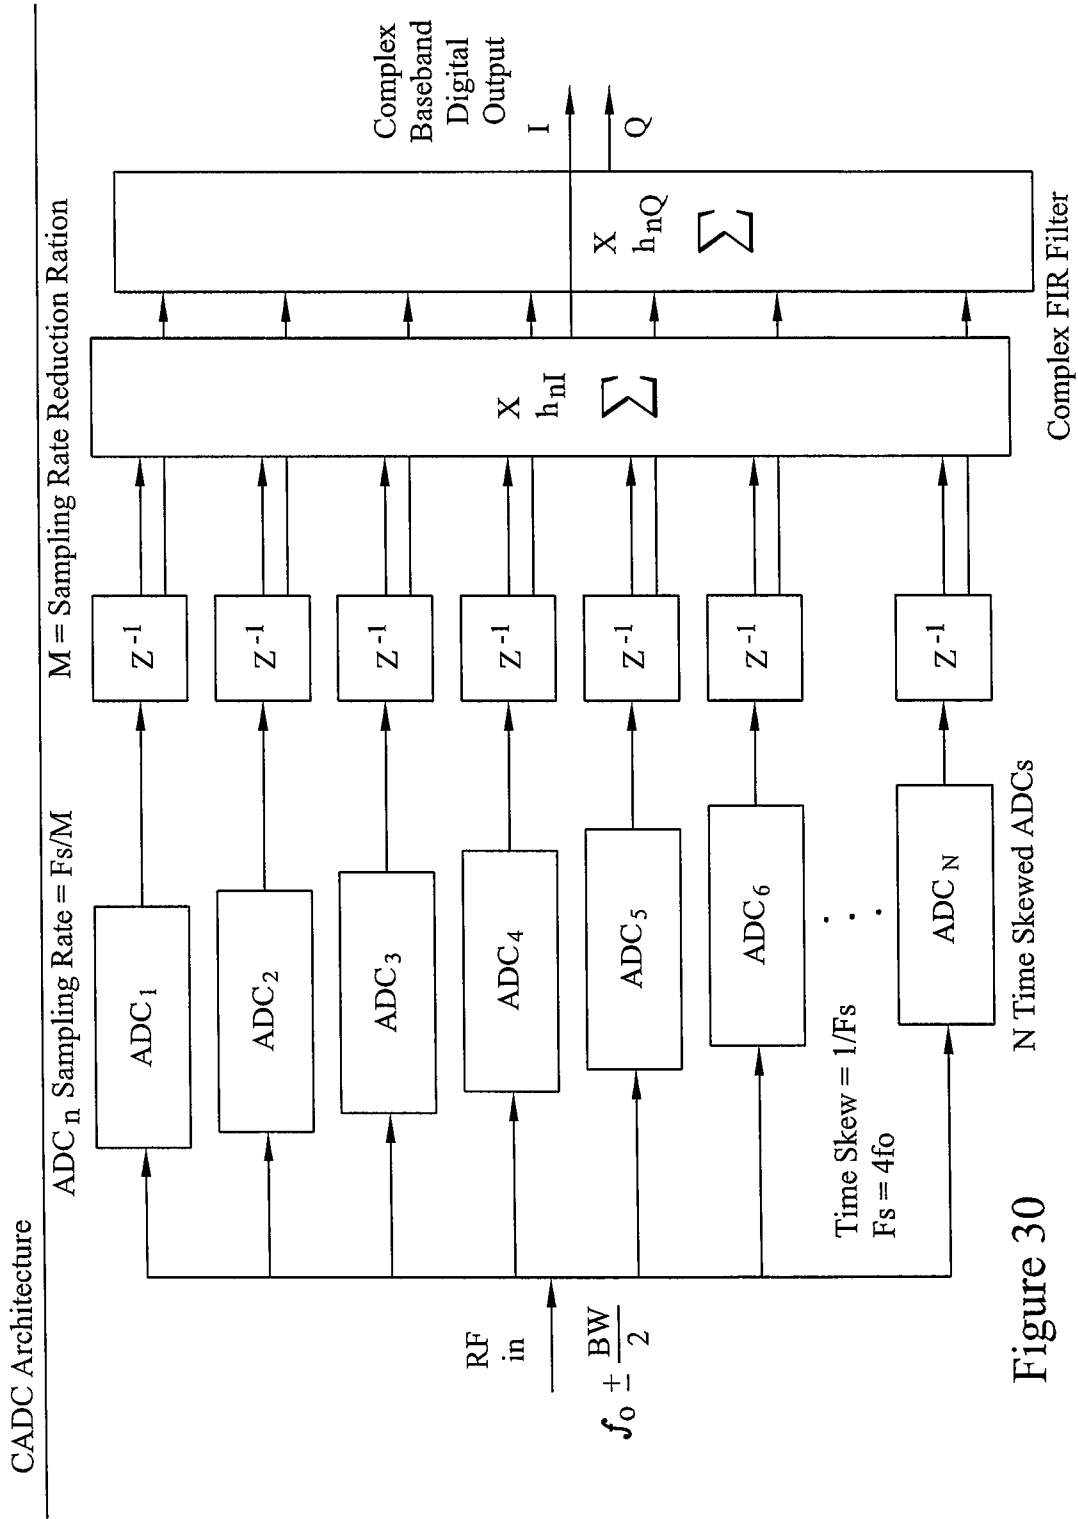 CADC Architecture
ADCn Sampling Rate = Fs/M
M = Sampling Rate Reduction Ration
RF
in
fo ± BW/2
ADC1
Z-1
ADC2
Z-1
ADC3
Z-1
ADC4
Z-1
ADC5
Z-1
ADC6
Z-1
. . .
ADC N
Z-1
Time Skew = 1/Fs
Fs = 4fo
N Time Skewed ADCs
X
hnI
Σ
X
hnQ
Σ
Complex
Baseband
Digital
Output
I
Q
Complex FIR Filter
Figure 30